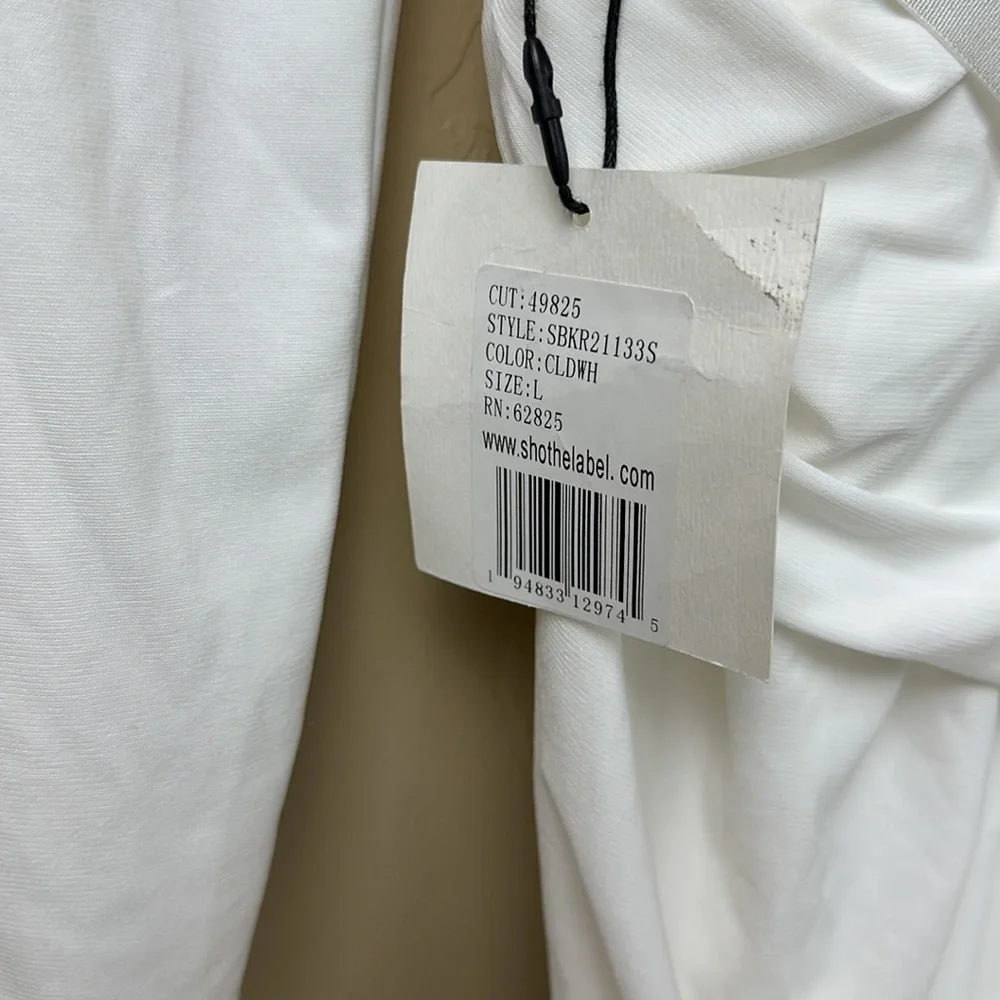 CUT:49825
STYLE:SBKR21133S
COLOR:CLDWH
SIZE:L
RN:62825
www.shothelabel.com
1 94833 12974 5